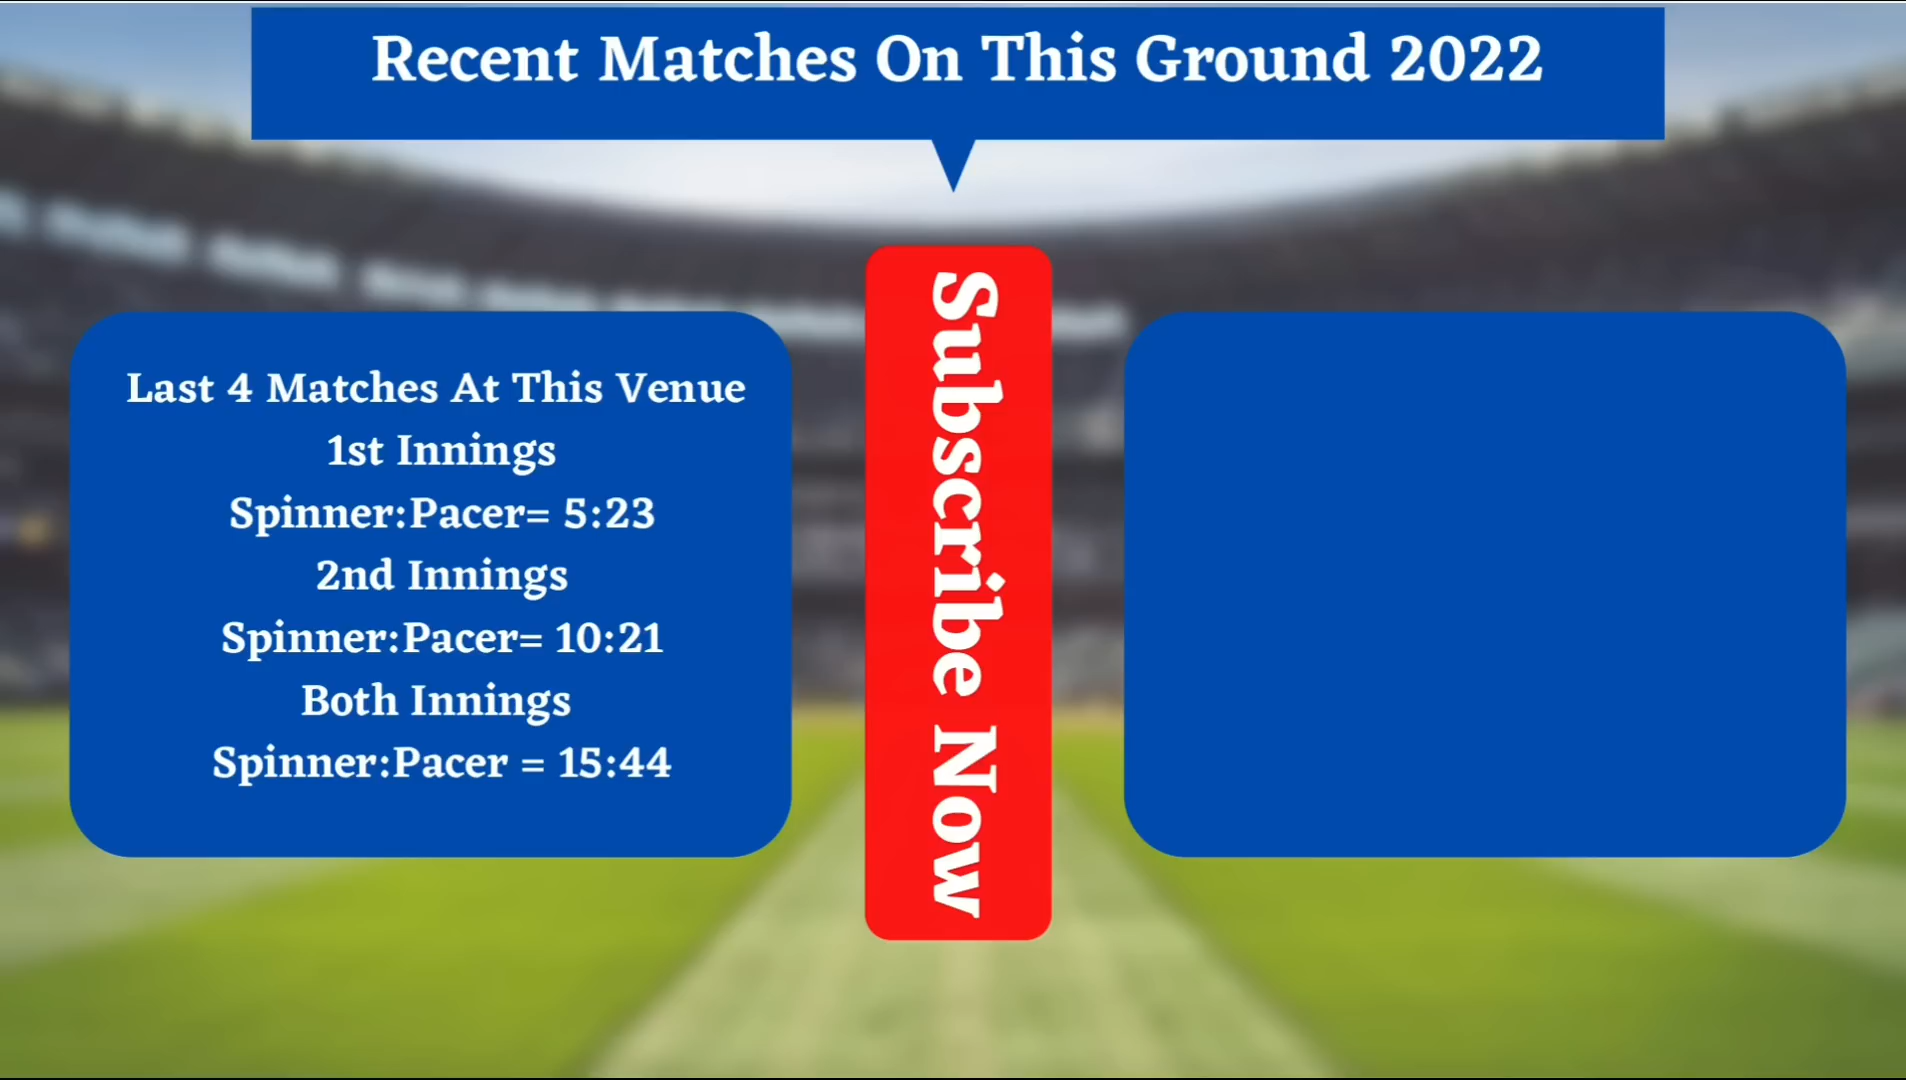 Recent Matches On This Ground 2022
Last 4 Matches At This Venue
1st Innings
Spinner:Pacer= 5:23
2nd Innings
Spinner:Pacer= 10:21
Both Innings
Spinner:Pacer = 15:44
Subscribe Now